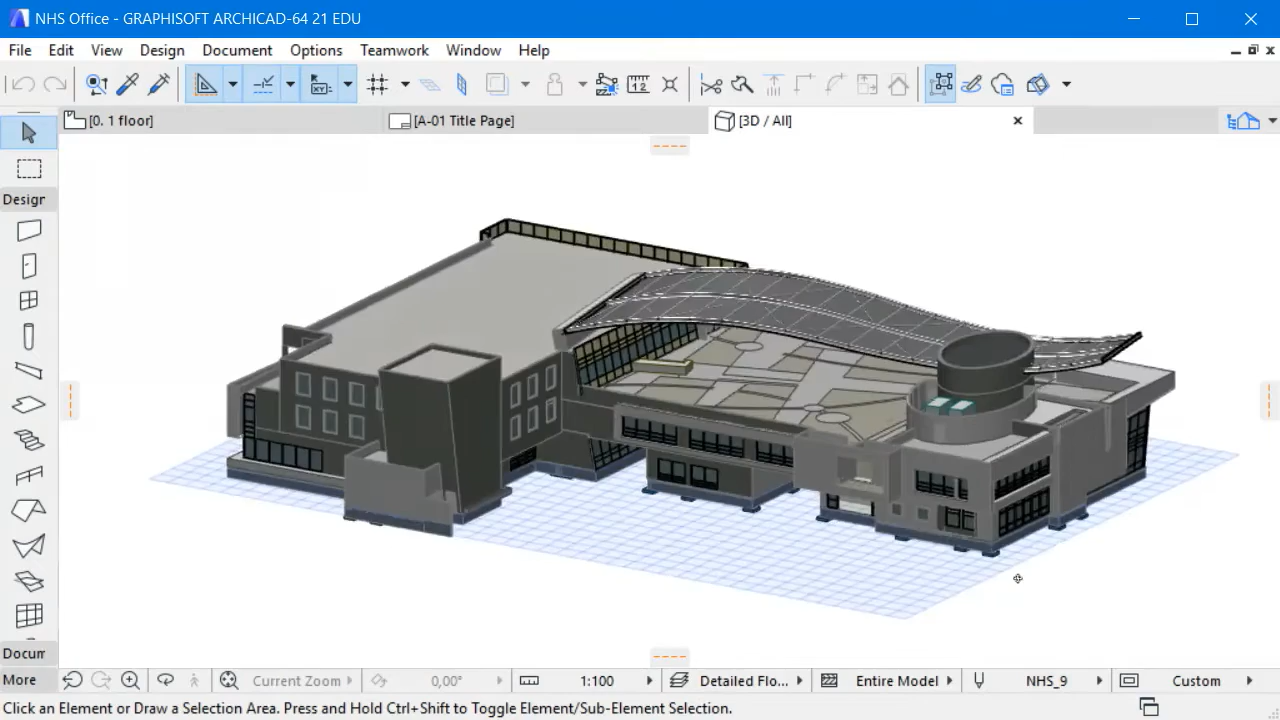 NHS Office - GRAPHISOFT ARCHICAD-64 21 EDU
File Edit View Design Document Options Teamwork Window Help
XY:
1 2
[0. 1 floor] [A-01 Title Page] [3D / All]
Design
Docum
More Current Zoom 0,00° 1:100 Detailed Flo... Entire Model NHS_9 Custom
Click an Element or Draw a Selection Area. Press and Hold Ctrl+Shift to Toggle Element/Sub-Element Selection.